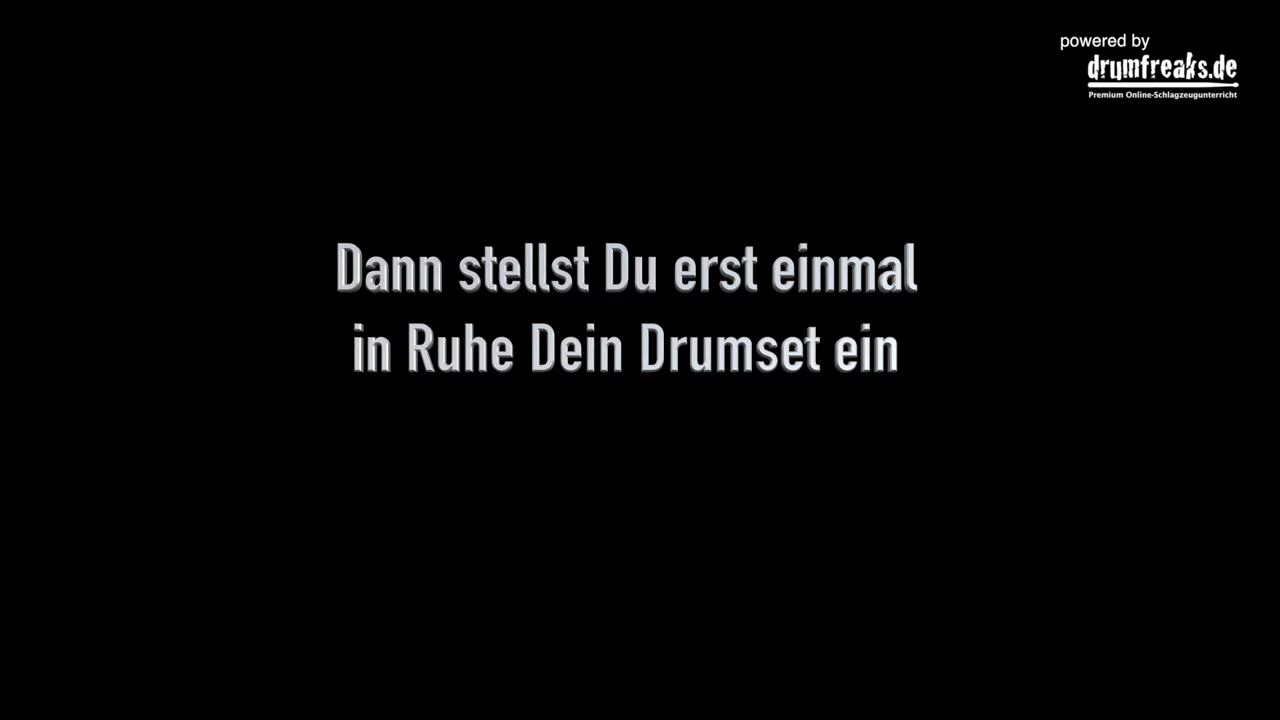 powered by
drumfreaks.de
Premium Online-Schlagzeugunterricht
Dann stellst Du erst einmal
in Ruhe Dein Drumset ein